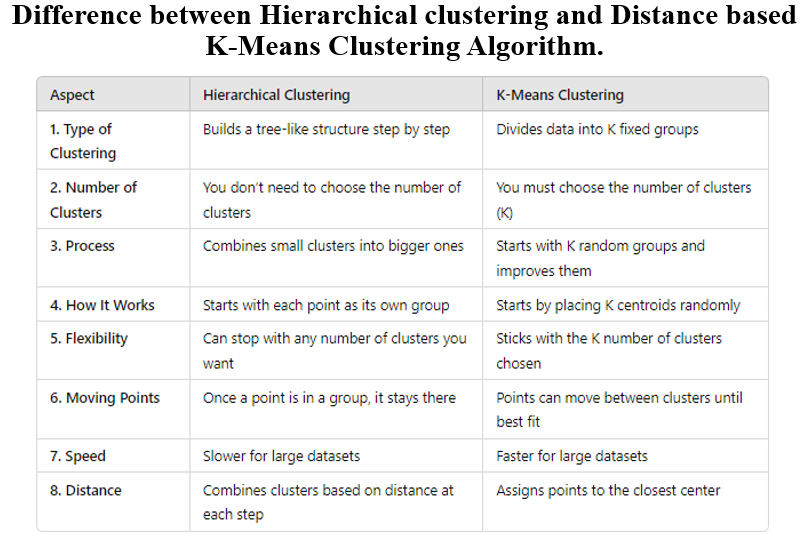 Difference between Hierarchical clustering and Distance based
K-Means Clustering Algorithm.
Aspect Hierarchical Clustering K-Means Clustering
1. Type of Clustering Builds a tree-like structure step by step Divides data into K fixed groups
2. Number of Clusters You don't need to choose the number of clusters You must choose the number of clusters (K)
3. Process Combines small clusters into bigger ones Starts with K random groups and improves them
4. How It Works Starts with each point as its own group Starts by placing K centroids randomly
5. Flexibility Can stop with any number of clusters you want Sticks with the K number of clusters chosen
6. Moving Points Once a point is in a group, it stays there Points can move between clusters until best fit
7. Speed Slower for large datasets Faster for large datasets
8. Distance Combines clusters based on distance at each step Assigns points to the closest center